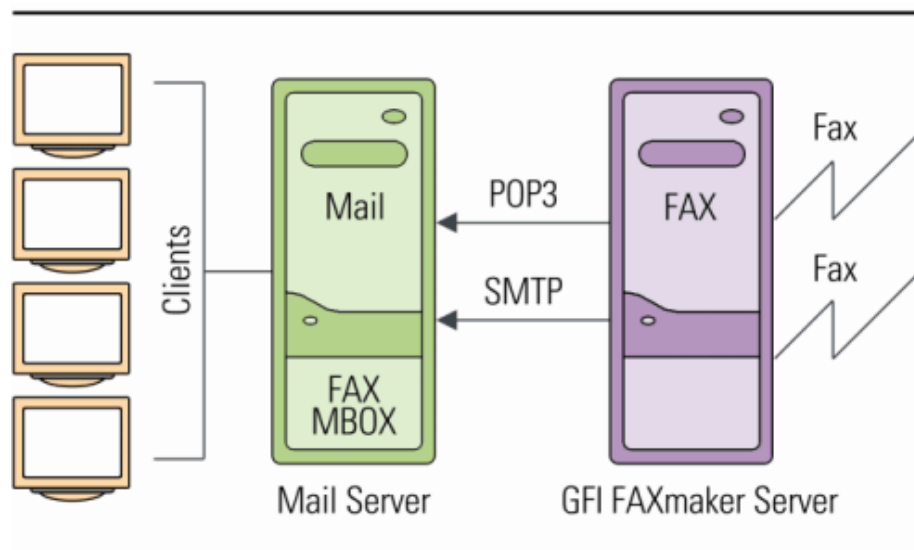 Clients
Mail
FAX
MBOX
Mail Server
POP3
SMTP
FAX
GFI FAXmaker Server
Fax
Fax